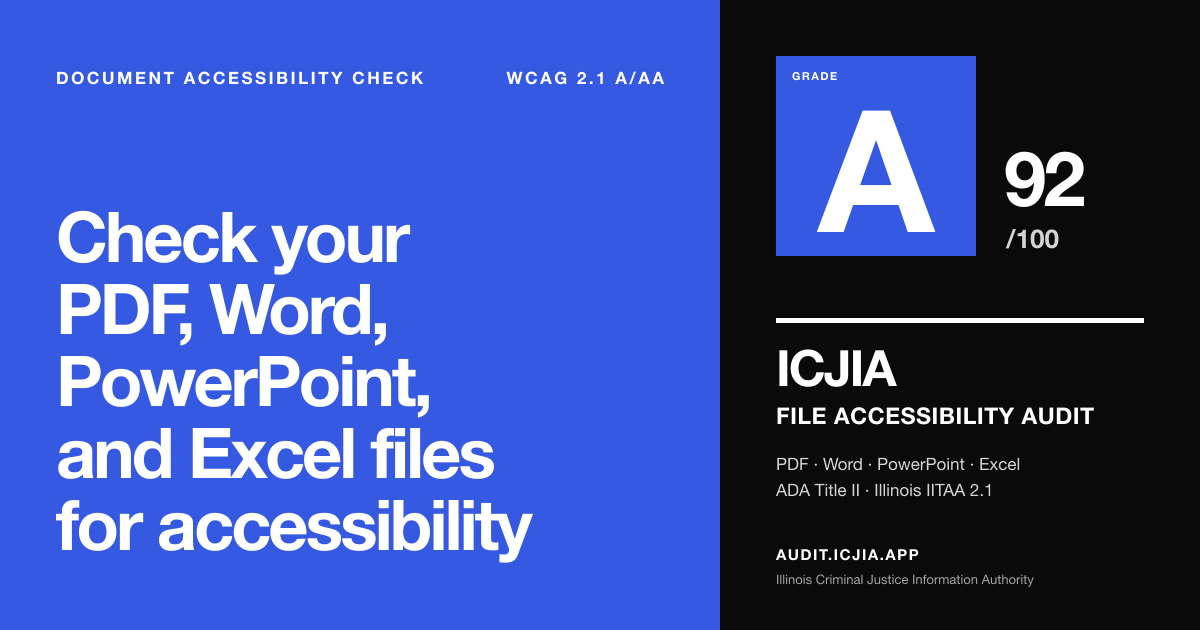 DOCUMENT ACCESSIBILITY CHECK
WCAG 2.1 A/AA
Check your
PDF, Word,
PowerPoint,
and Excel files
for accessibility
GRADE
A
92
/100
ICJIA
FILE ACCESSIBILITY AUDIT
PDF · Word · PowerPoint · Excel
ADA Title II · Illinois IITAA 2.1
AUDIT.ICJIA.APP
Illinois Criminal Justice Information Authority